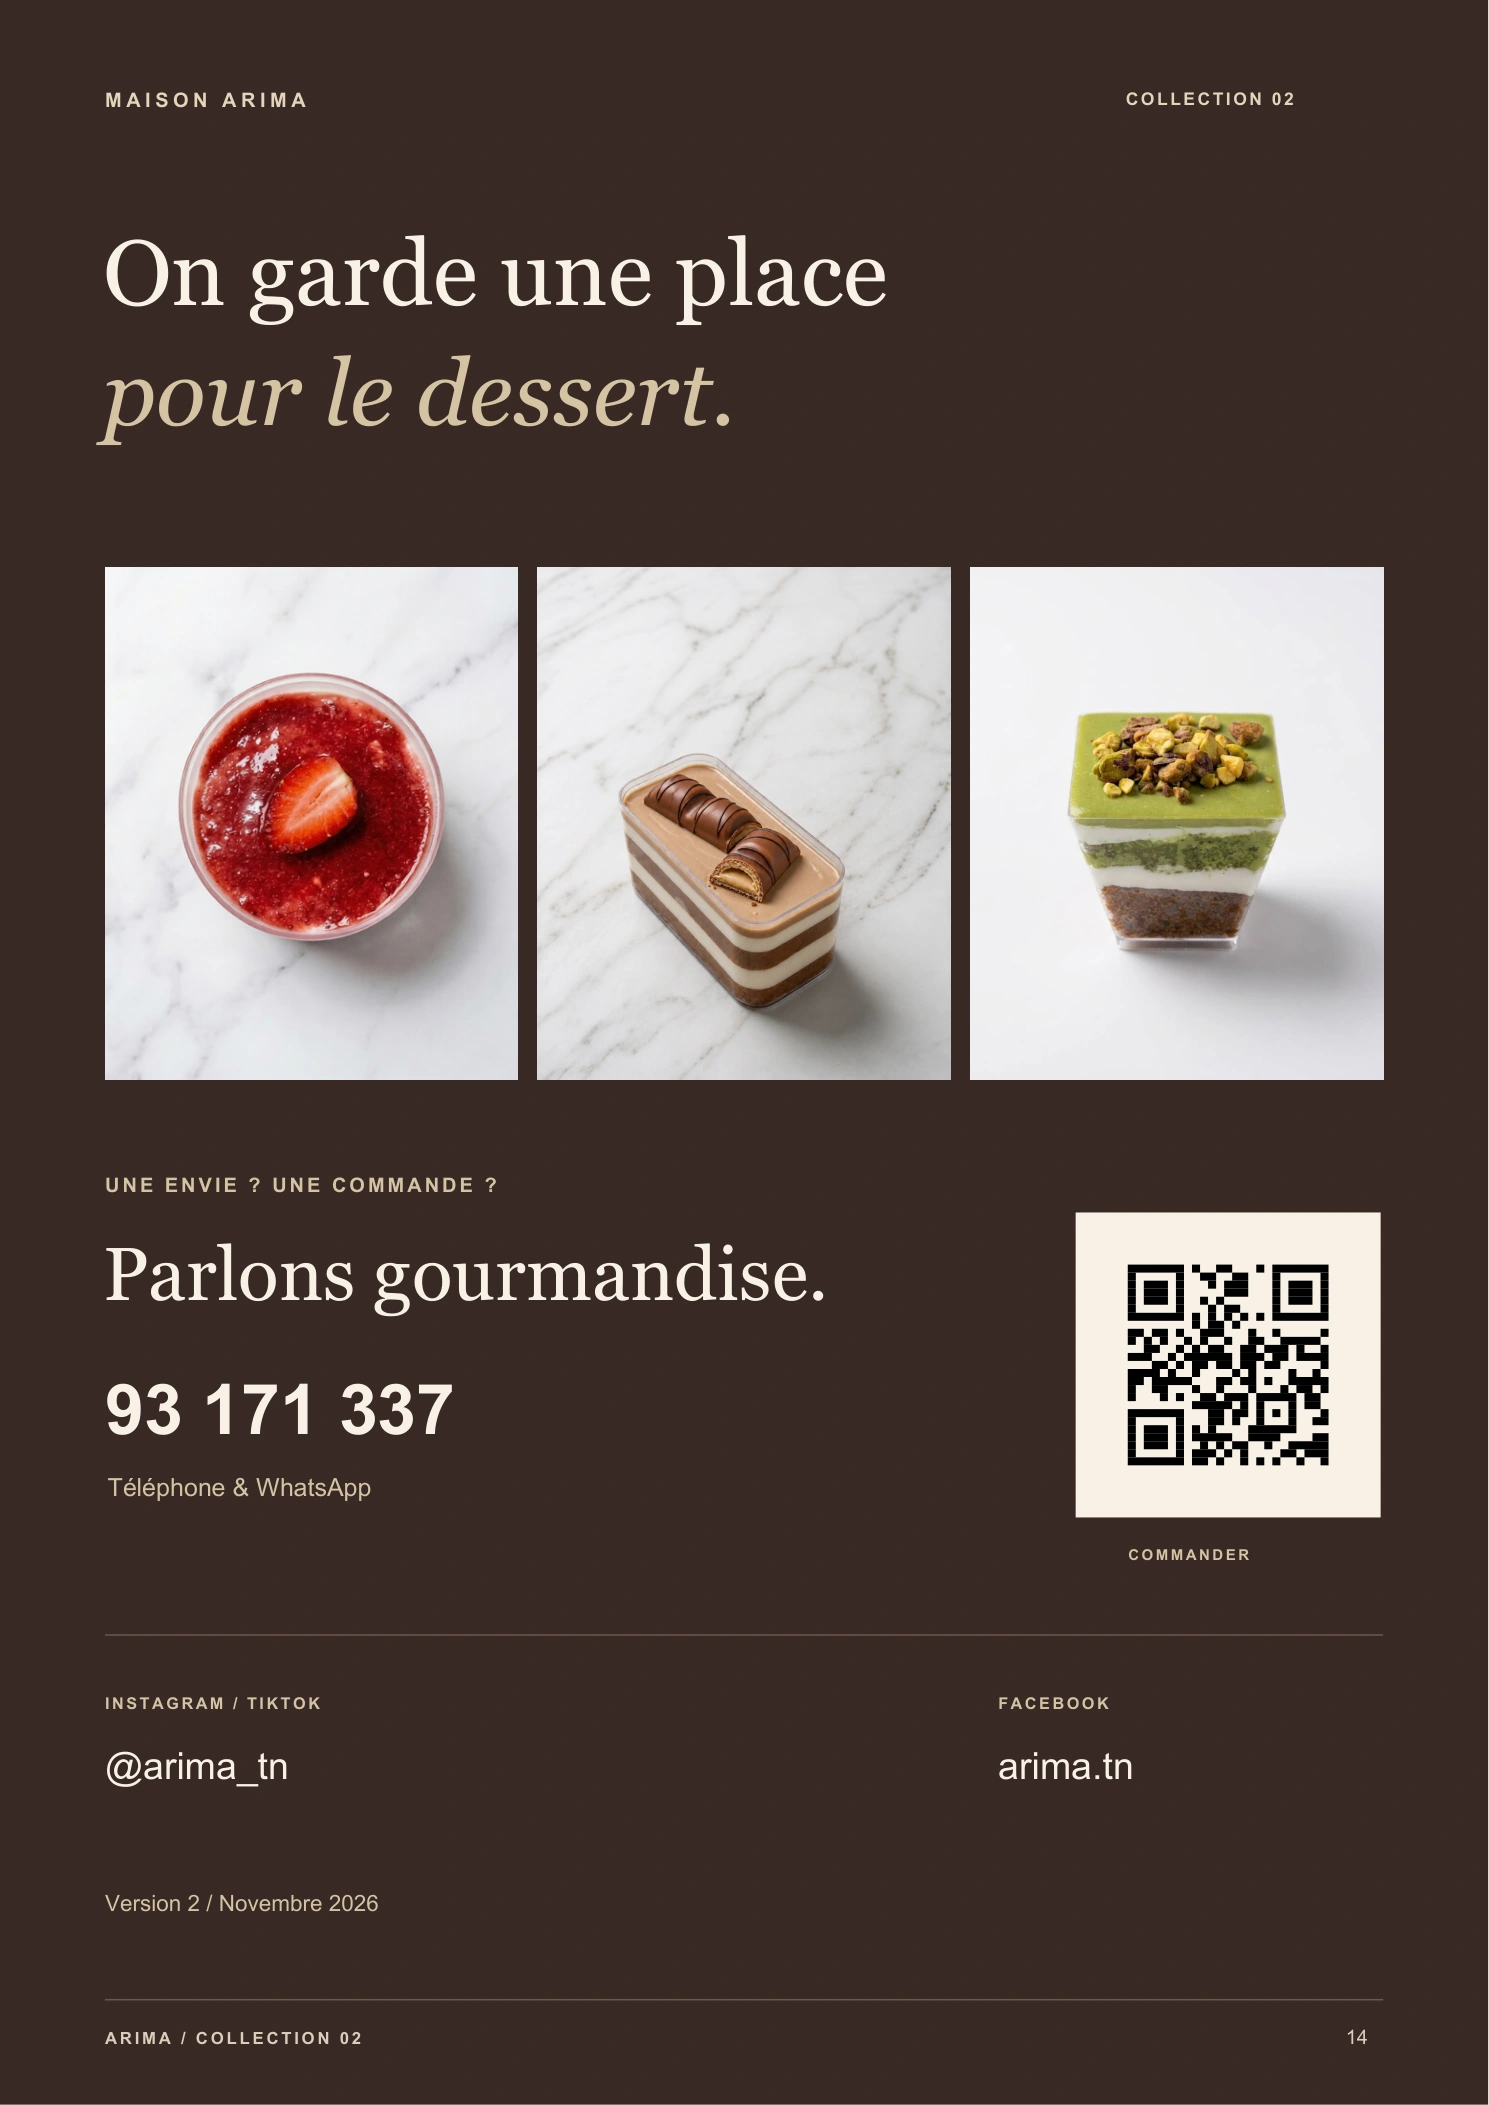 MAISON ARIMA
COLLECTION 02
On garde une place
pour le dessert.
UNE ENVIE ? UNE COMMANDE ?
Parlons gourmandise.
93 171 337
Téléphone & WhatsApp
COMMANDER
INSTAGRAM / TIKTOK
@arima_tn
FACEBOOK
arima.tn
Version 2 / Novembre 2026
ARIMA / COLLECTION 02
14